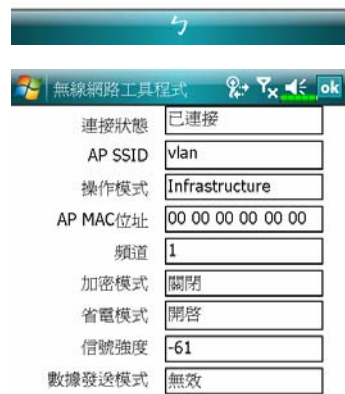 ㄅ
無線網路工具程式 ok
連接狀態 已連接
AP SSID vlan
操作模式 Infrastructure
AP MAC位址 00 00 00 00 00 00
頻道 1
加密模式 關閉
省電模式 開啓
信號強度 -61
數據發送模式 無效